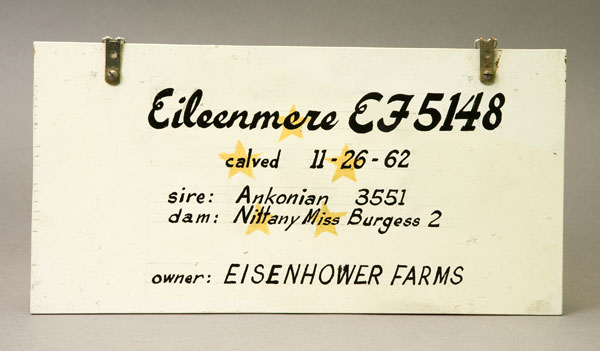 Eileenmere EF5148
calved 11-26-62
sire: Ankonian 3551
dam: Nittany Miss Burgess 2
owner: EISENHOWER FARMS